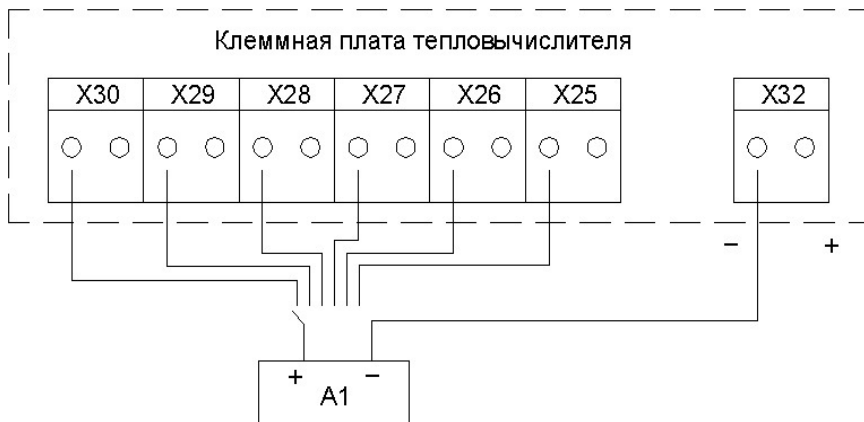 Клеммная плата тепловычислителя
X30 X29 X28 X27 X26 X25 X32
− +
+ −
A1